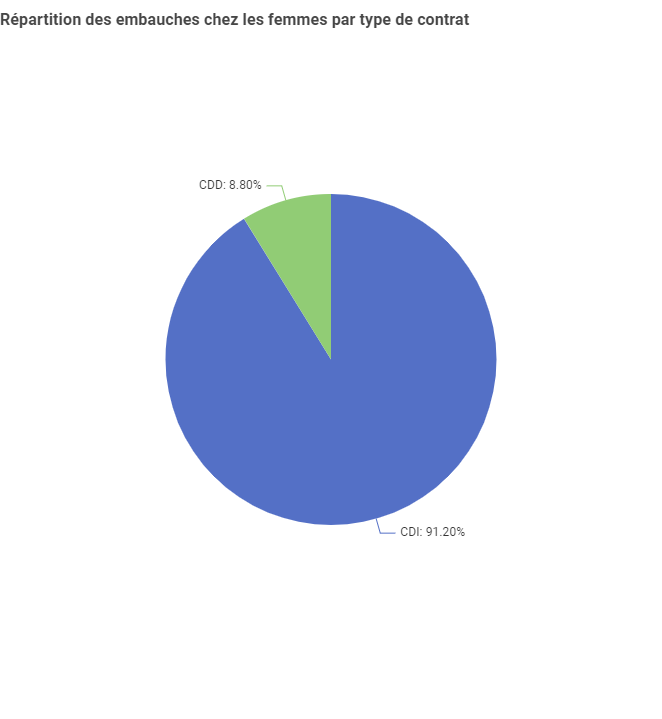 Répartition des embauches chez les femmes par type de contrat
CDD: 8.80%
CDI: 91.20%